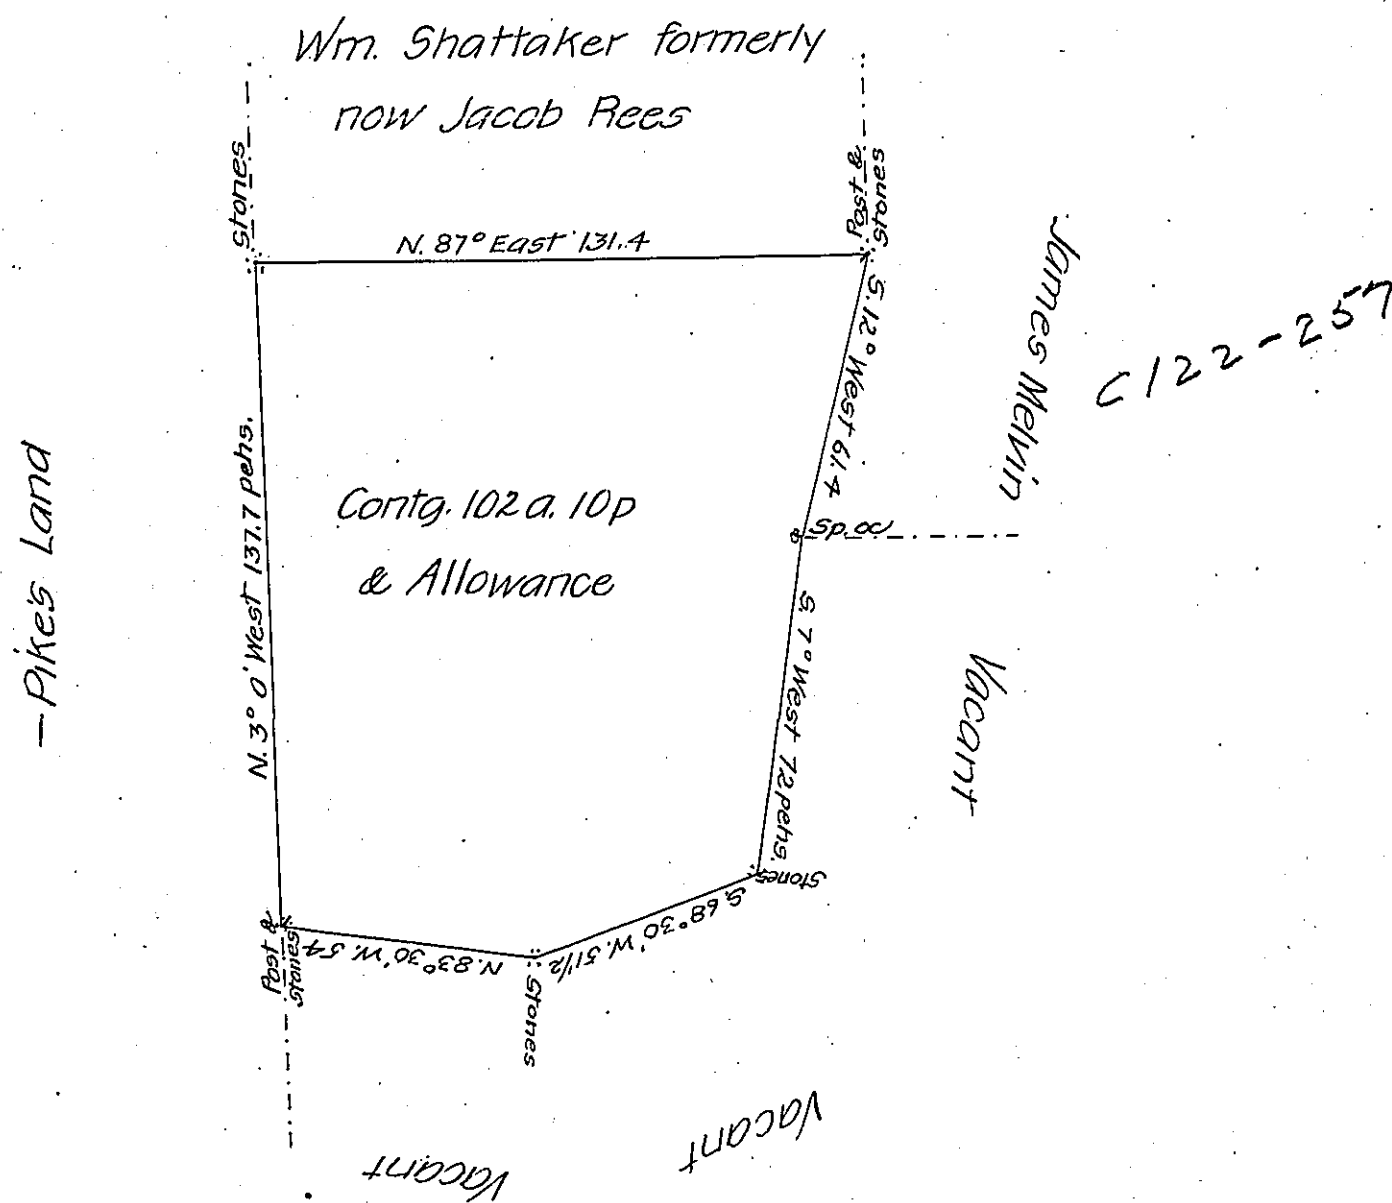 Wm. Shattaker formerly
now Jacob Rees
Stones
Post &
Stones
N. 87° East 131.4
S. 12° West 61.4
James Melvin
C122-257
N. 3° 0' West 137.7 pehs.
-Pike's Land
Contg. 102 a. 10p
& Allowance
Sp. oc
S. 7° West 72 pehs.
Vacant
Stones
S. 68° 30' W. 51 1/2
N. 83° 30' W. 54
Post &
Stones
Stones
Vacant
Vacant